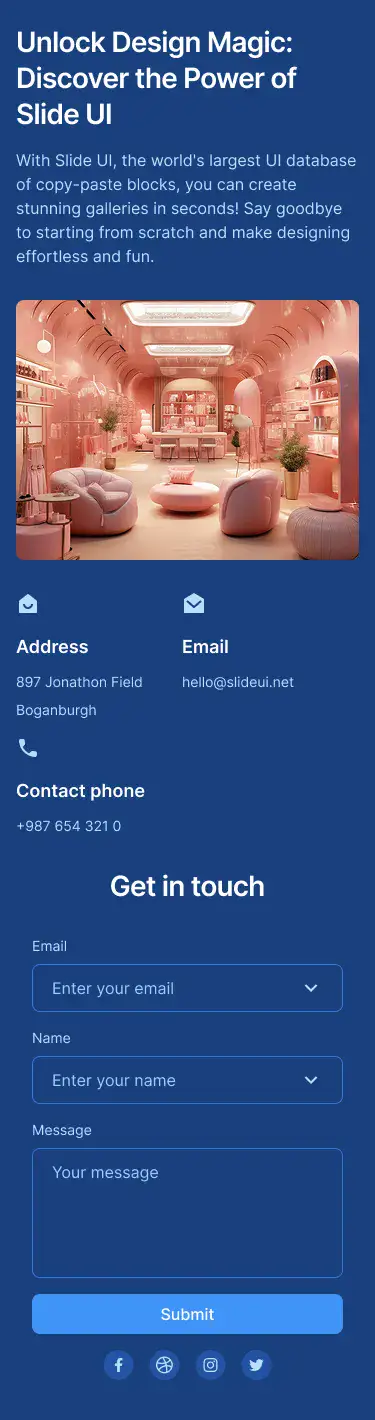 Unlock Design Magic:
Discover the Power of
Slide UI
With Slide UI, the world's largest UI database
of copy-paste blocks, you can create
stunning galleries in seconds! Say goodbye
to starting from scratch and make designing
effortless and fun.
Address
897 Jonathon Field
Boganburgh
Email
hello@slideui.net
Contact phone
+987 654 321 0
Get in touch
Email
Enter your email
Name
Enter your name
Message
Your message
Submit